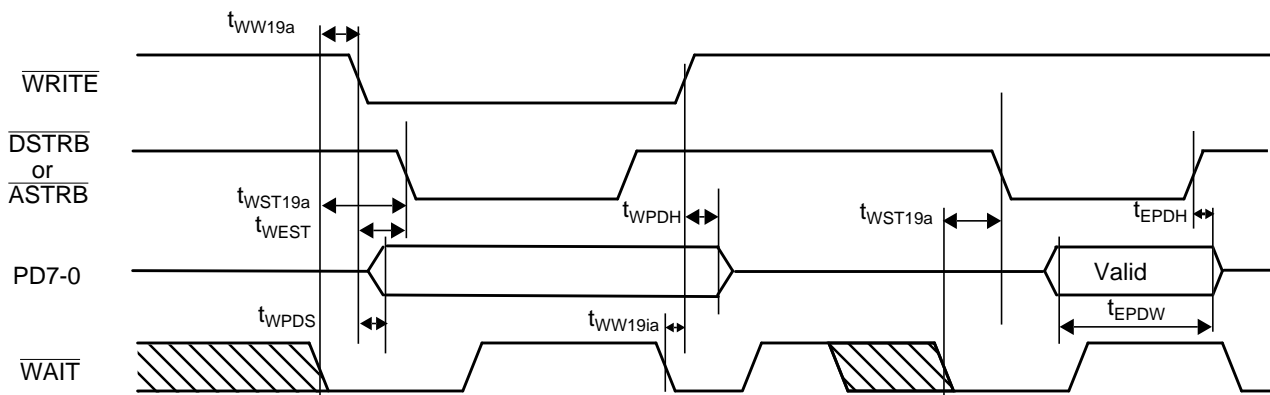 tWW19a
WRITE
DSTRB
or
ASTRB
tWST19a
tWEST
tWPDH
tWST19a
tEPDH
PD7-0
Valid
tWPDS
tWW19ia
tEPDW
WAIT